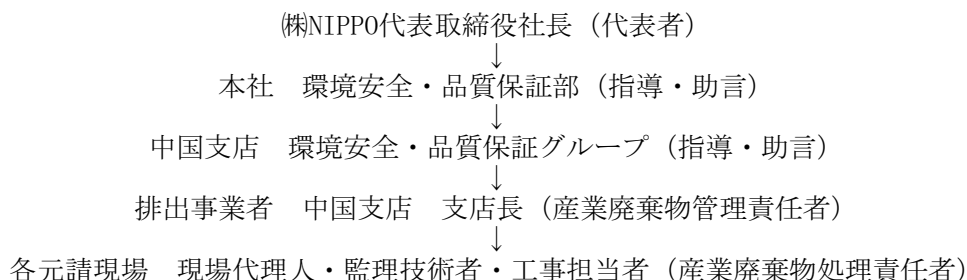 ㈱NIPPO代表取締役社長（代表者）
↓
本社　環境安全・品質保証部（指導・助言）
↓
中国支店　環境安全・品質保証グループ（指導・助言）
↓
排出事業者　中国支店　支店長（産業廃棄物管理責任者）
↓
各元請現場　現場代理人・監理技術者・工事担当者（産業廃棄物処理責任者）